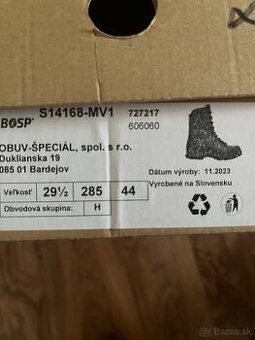 BOSP®
S14168-MV1
727217
606060
OBUV-ŠPECIÁL, spol. s r.o.
Duklianska 19
085 01 Bardejov
Dátum výroby: 11.2023
Vyrobené na Slovensku
Veľkosť 29½ 285 44
Obvodová skupina: H
bazos.sk